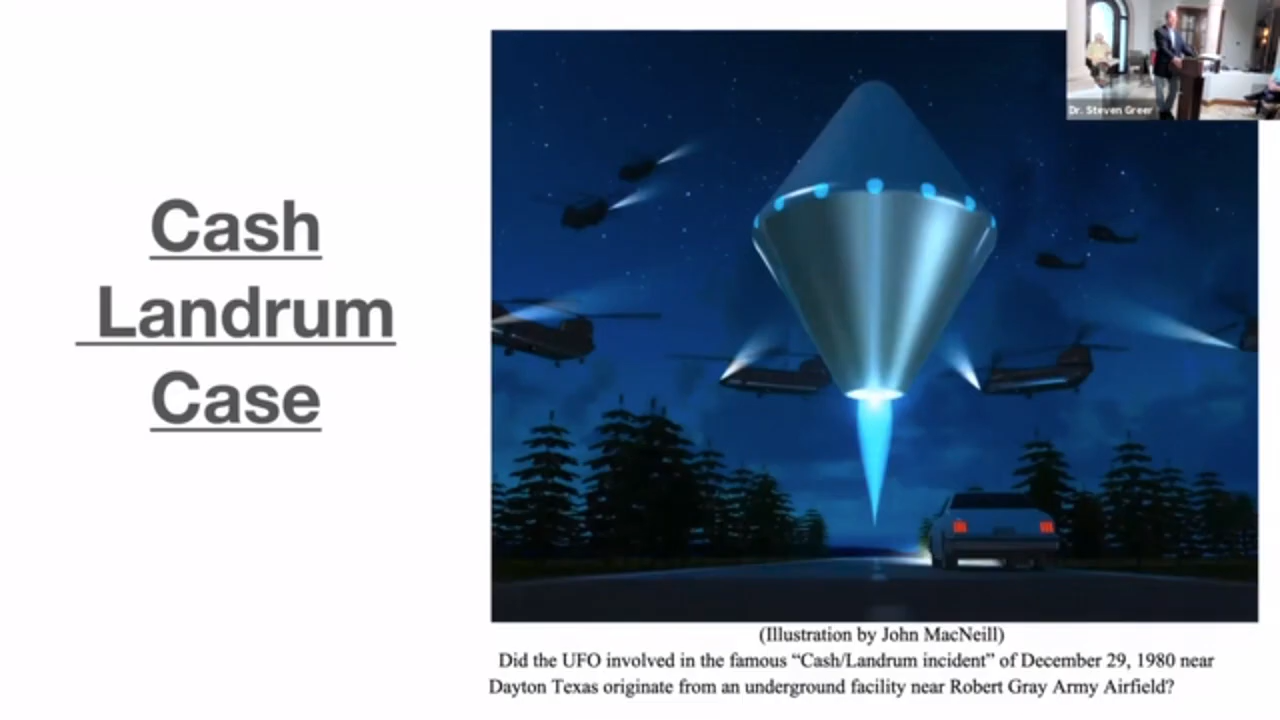 Cash
Landrum
Case
Dr. Steven Greer
(Illustration by John MacNeill)
Did the UFO involved in the famous “Cash/Landrum incident” of December 29, 1980 near
Dayton Texas originate from an underground facility near Robert Gray Army Airfield?